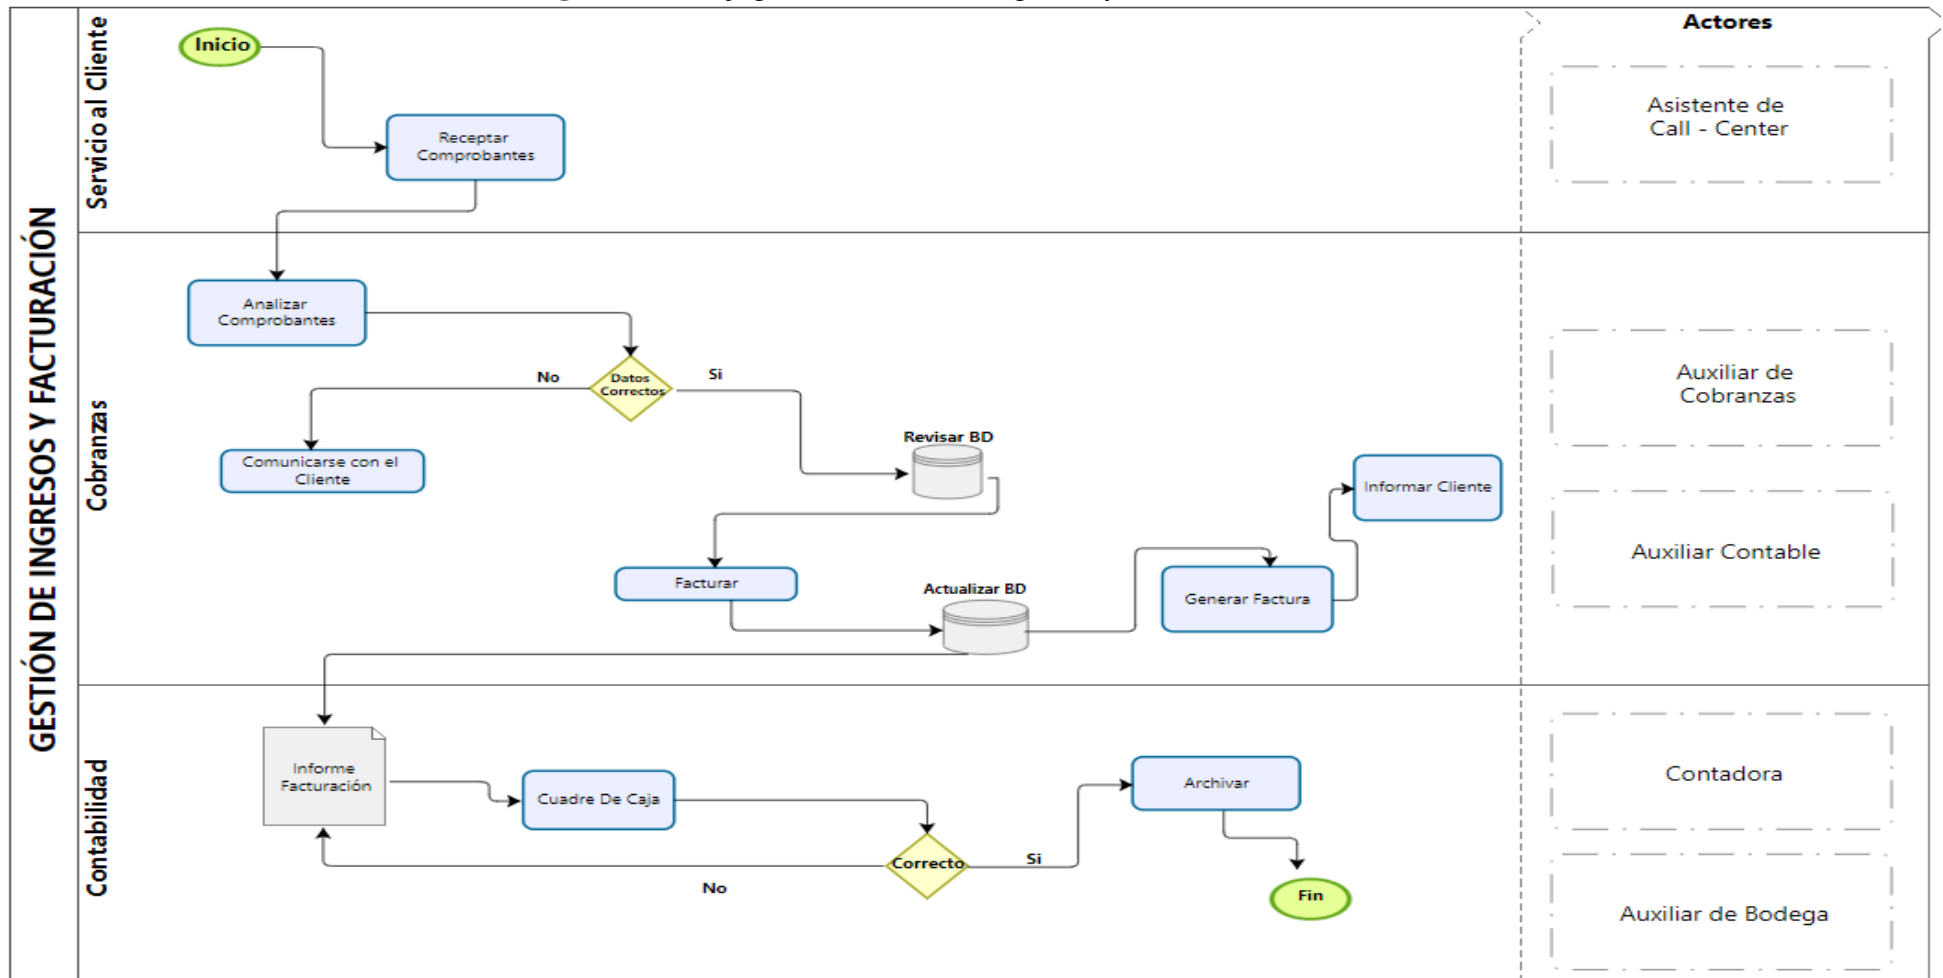 GESTIÓN DE INGRESOS Y FACTURACIÓN
Servicio al Cliente
Inicio
Receptar
Comprobantes
Actores
Asistente de
Call - Center
Cobranzas
Analizar
Comprobantes
Datos
Correctos
No
Si
Comunicarse con el
Cliente
Revisar BD
Facturar
Actualizar BD
Generar Factura
Informar Cliente
Auxiliar de
Cobranzas
Auxiliar Contable
Contabilidad
Informe
Facturación
Cuadre De Caja
Correcto
No
Si
Archivar
Fin
Contadora
Auxiliar de Bodega